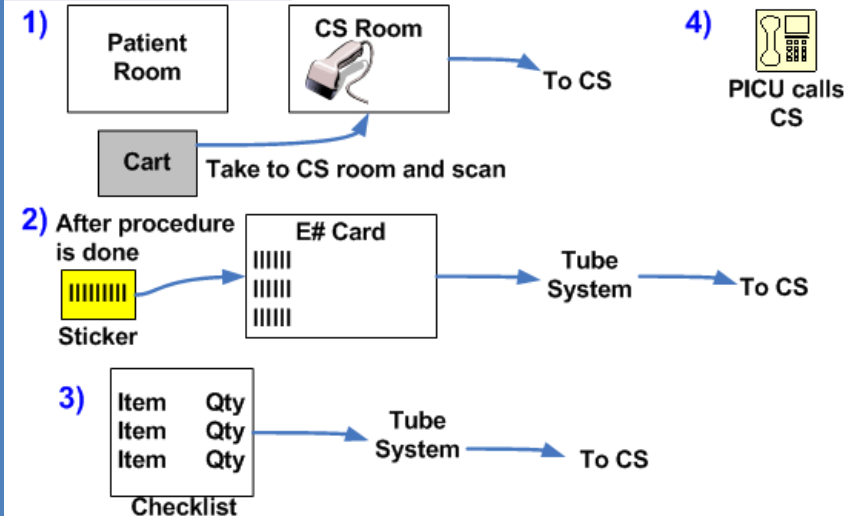 1)
Patient
Room
CS Room
To CS
Cart
Take to CS room and scan
4)
PICU calls
CS
2)
After procedure
is done
Sticker
E# Card
Tube
System
To CS
3)
Item Qty
Item Qty
Item Qty
Checklist
Tube
System
To CS